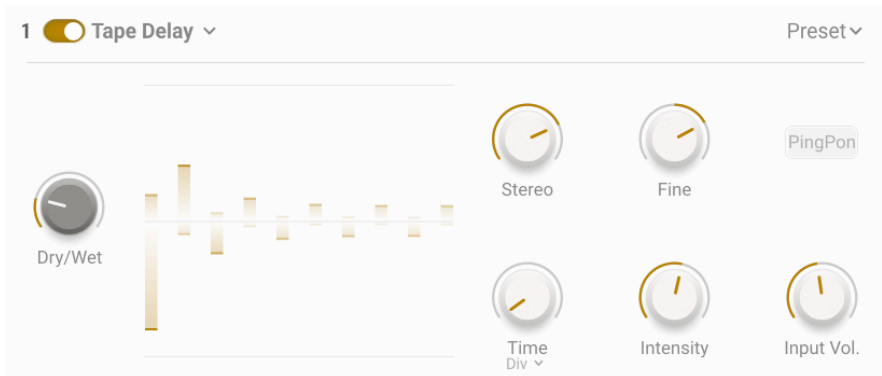 1 Tape Delay
Preset
Dry/Wet
Stereo
Fine
PingPon
Time
Div
Intensity
Input Vol.